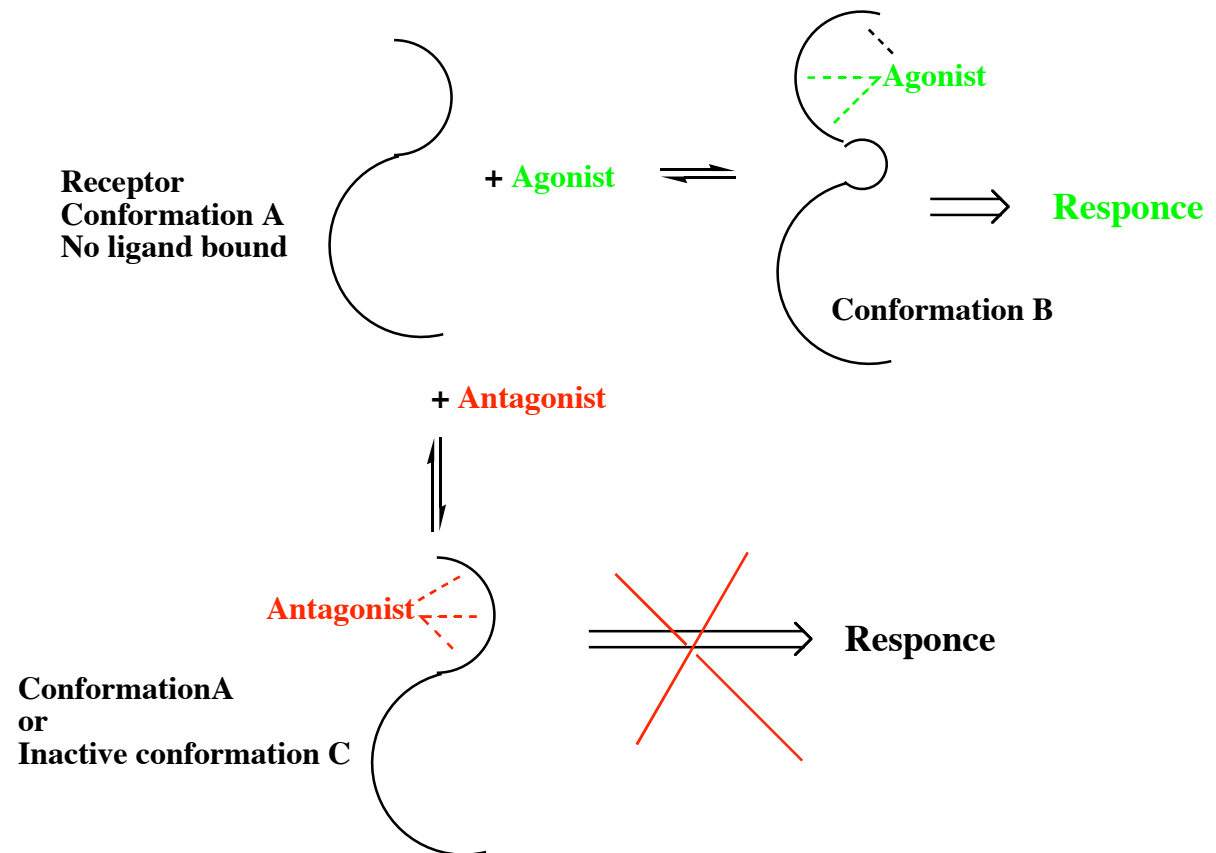 Agonist
Receptor
Conformation A
No ligand bound
+ Agonist
Responce
Conformation B
+ Antagonist
Antagonist
Responce
ConformationA
or
Inactive conformation C